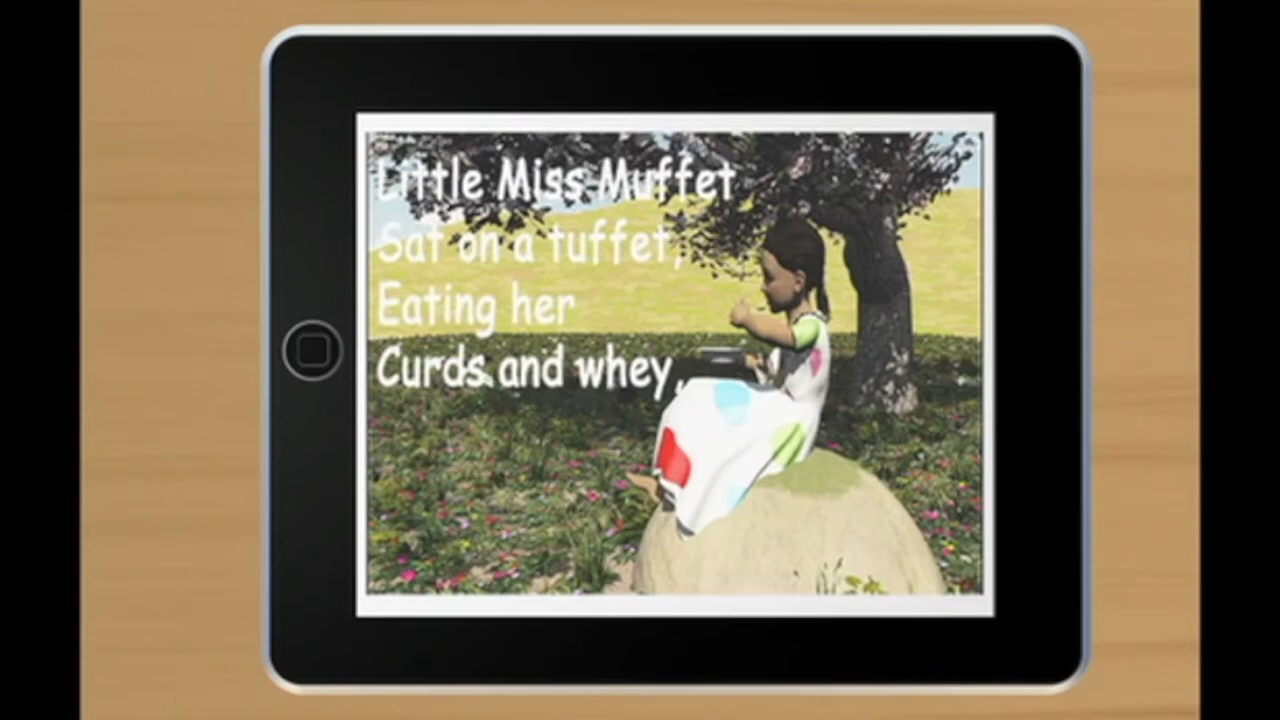 Little Miss Muffet
Sat on a tuffet,
Eating her
Curds and whey,